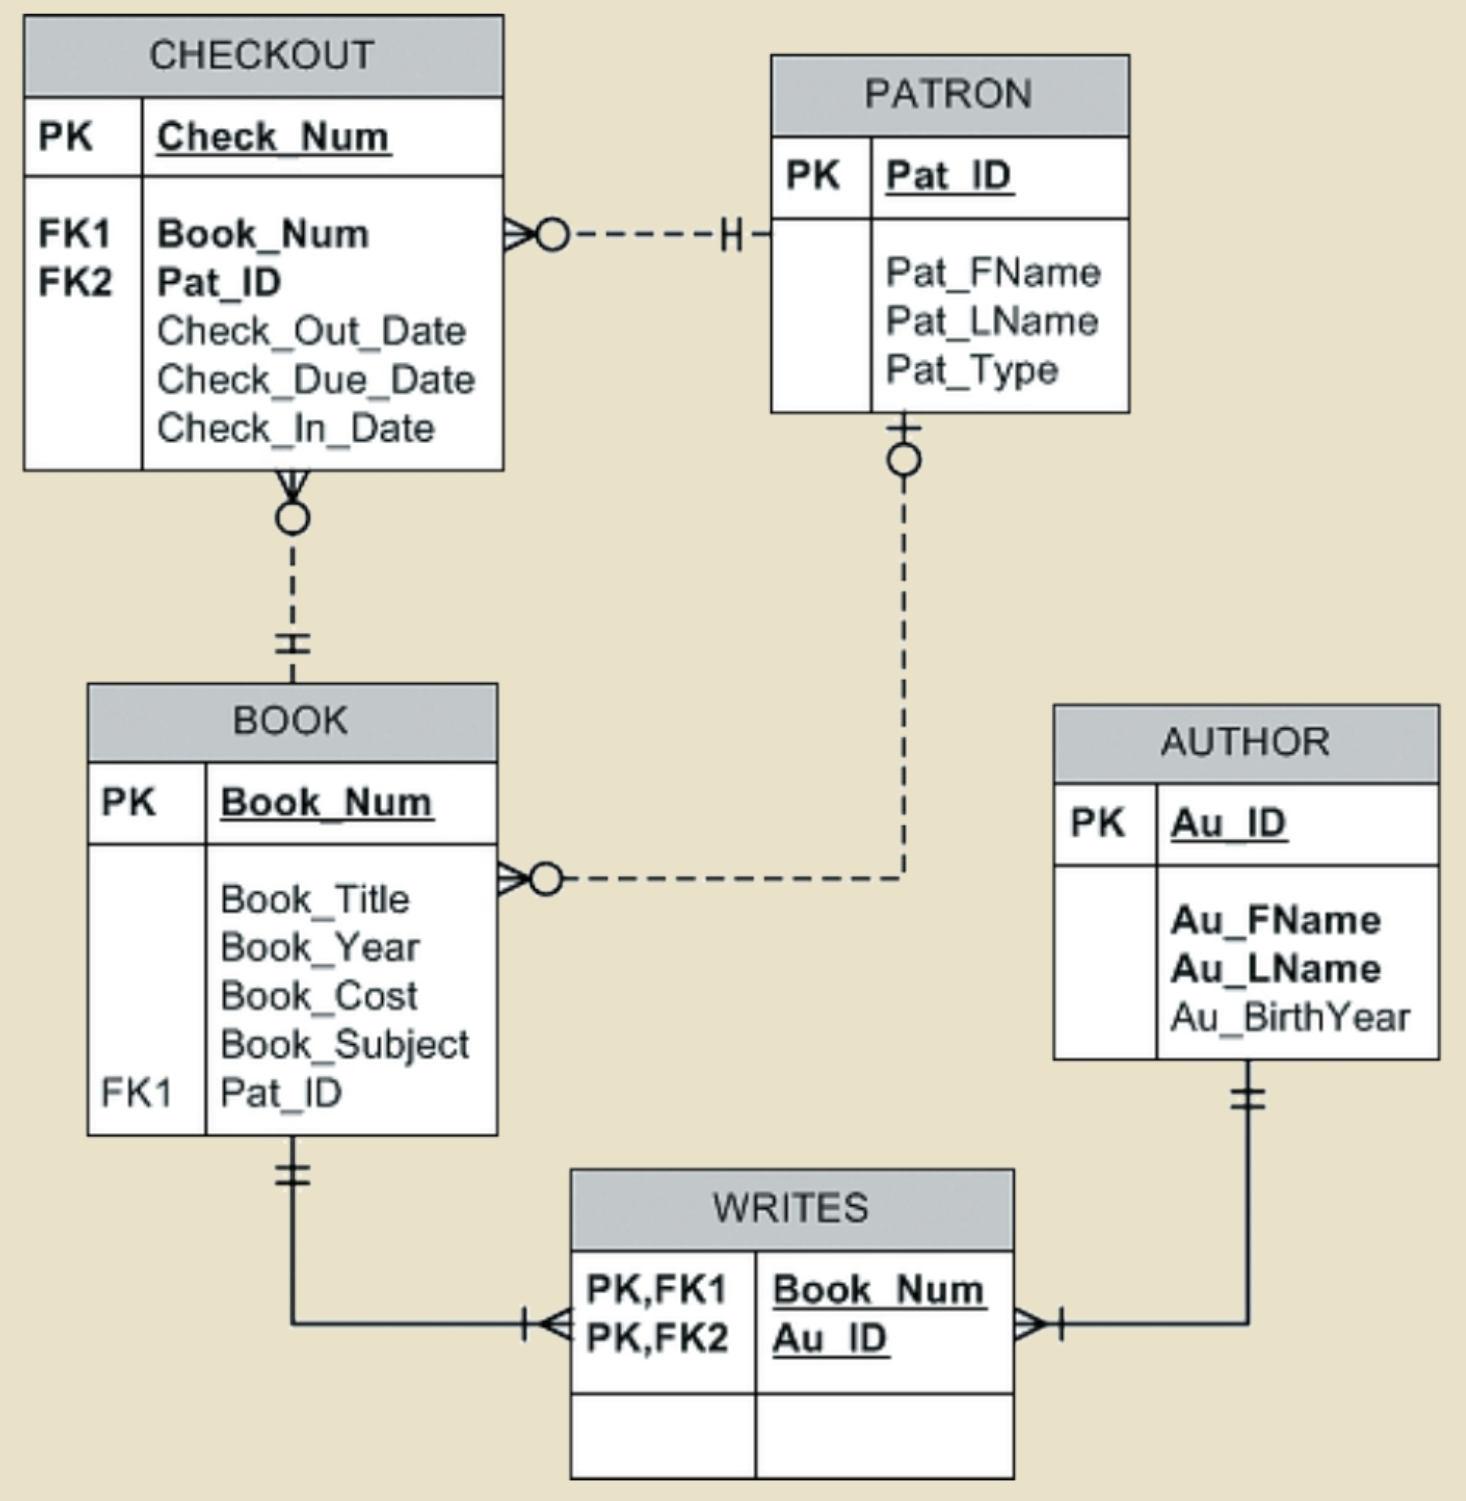 CHECKOUT
PK Check_Num
FK1 Book_Num
FK2 Pat_ID
Check_Out_Date
Check_Due_Date
Check_In_Date
PATRON
PK Pat_ID
Pat_FName
Pat_LName
Pat_Type
BOOK
PK Book_Num
Book_Title
Book_Year
Book_Cost
Book_Subject
FK1 Pat_ID
AUTHOR
PK Au_ID
Au_FName
Au_LName
Au_BirthYear
WRITES
PK,FK1 Book_Num
PK,FK2 Au_ID